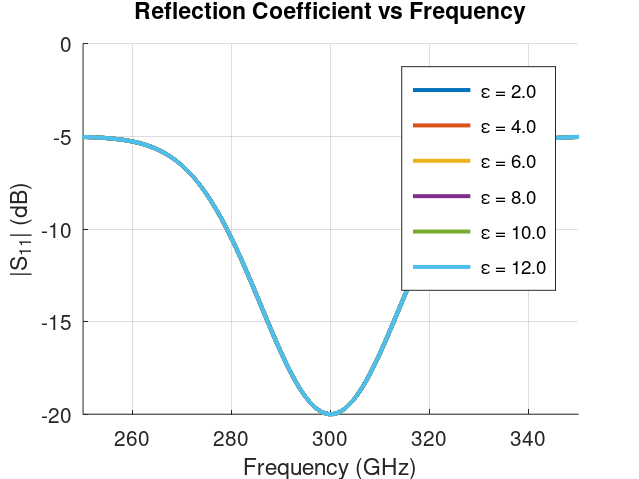 Reflection Coefficient vs Frequency
|S11| (dB)
0
-5
-10
-15
-20
ε = 2.0
ε = 4.0
ε = 6.0
ε = 8.0
ε = 10.0
ε = 12.0
260 280 300 320 340
Frequency (GHz)